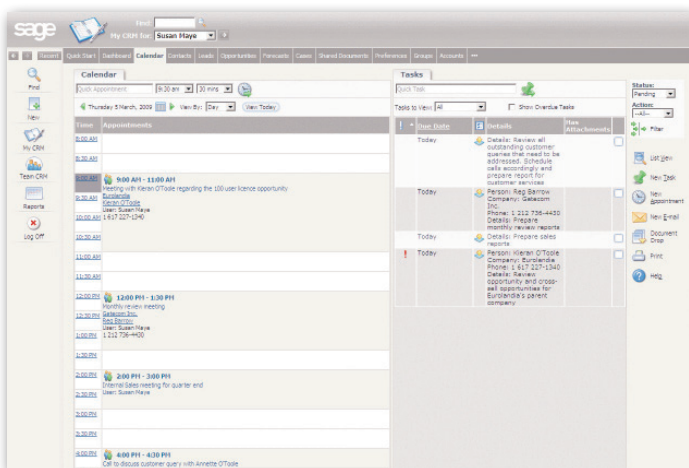 sage
Find:
My CRM for: Susan Maye
Recent
Quick Start Dashboard Calendar Contacts Leads Opportunities Forecasts Cases Shared Documents Preferences Groups Accounts
Find
New
My CRM
Team CRM
Reports
Log Off
Calendar
Quick Appointment 9:30 am 30 mins
Thursday 5 March, 2009 View By: Day View Today
Time Appointments
8:00 AM
8:30 AM
9:00 AM
9:00 AM - 11:00 AM
Meeting with Kieran O'Toole regarding the 100 user licence opportunity
9:30 AM
Eurolandia
Kieran O'Toole
User: Susan Maye
10:00 AM
1 617 227-1340
10:30 AM
11:00 AM
11:30 AM
12:00 PM
12:00 PM - 1:30 PM
Monthly review meeting
12:30 PM
Gatecom Inc.
Reg Barrow
User: Susan Maye
1:00 PM
1 212 736-4430
1:30 PM
2:00 PM
2:00 PM - 3:00 PM
Internal Sales meeting for quarter end
2:30 PM
User: Susan Maye
3:00 PM
3:30 PM
4:00 PM
4:00 PM - 4:30 PM
Call to discuss customer query with Annette O'Toole
Tasks
Quick Task
Tasks to View: All Show Overdue Tasks
! Due Date Details Has
Attachments
Today Details: Review all
outstanding customer
queries that need to be
addressed. Schedule
calls accordingly and
prepare report for
customer services
Today Person: Reg Barrow
Company: Gatecom
Inc.
Phone: 1 212 736-4430
Details: Prepare
monthly review reports
Today Details: Prepare sales
reports
! Today Person: Kieran O'Toole
Company: Eurolandia
Phone: 1 617 227-1340
Details: Review
opportunity and cross-
sell opportunities for
Eurolandia's parent
company
Status:
Pending
Action:
--All--
Filter
List View
New Task
New
Appointment
New E-mail
Document
Drop
Print
Help